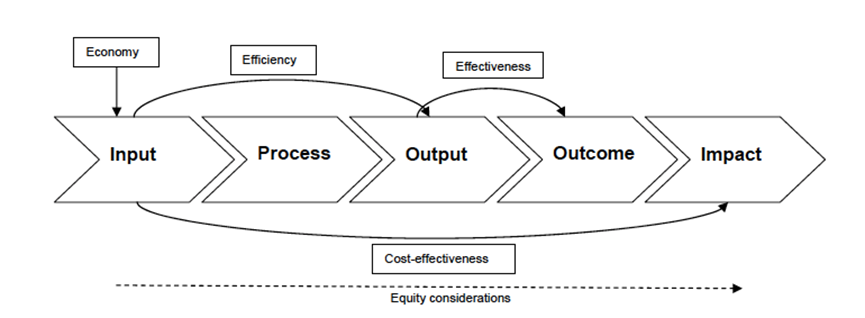 Economy
Efficiency
Effectiveness
Input
Process
Output
Outcome
Impact
Cost-effectiveness
Equity considerations